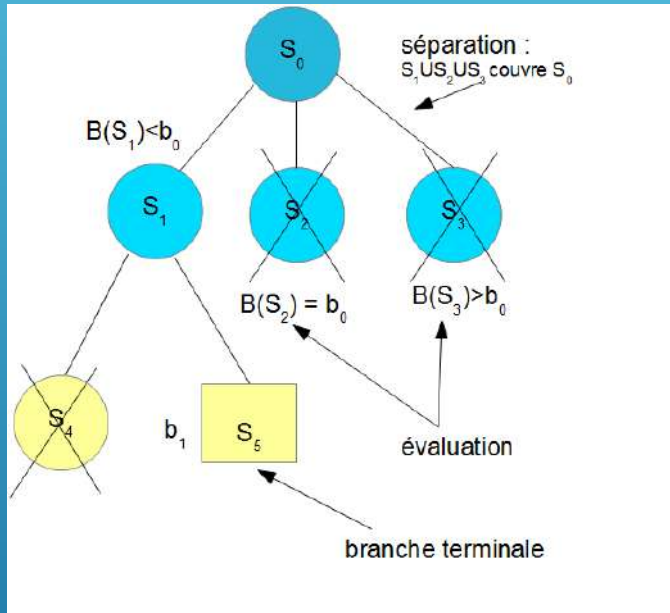 S₀
séparation :
S₁US₂US₃ couvre S₀
B(S₁)<b₀
S₁
S₂
S₃
B(S₂) = b₀
B(S₃)>b₀
S₄
b₁
S₅
évaluation
branche terminale